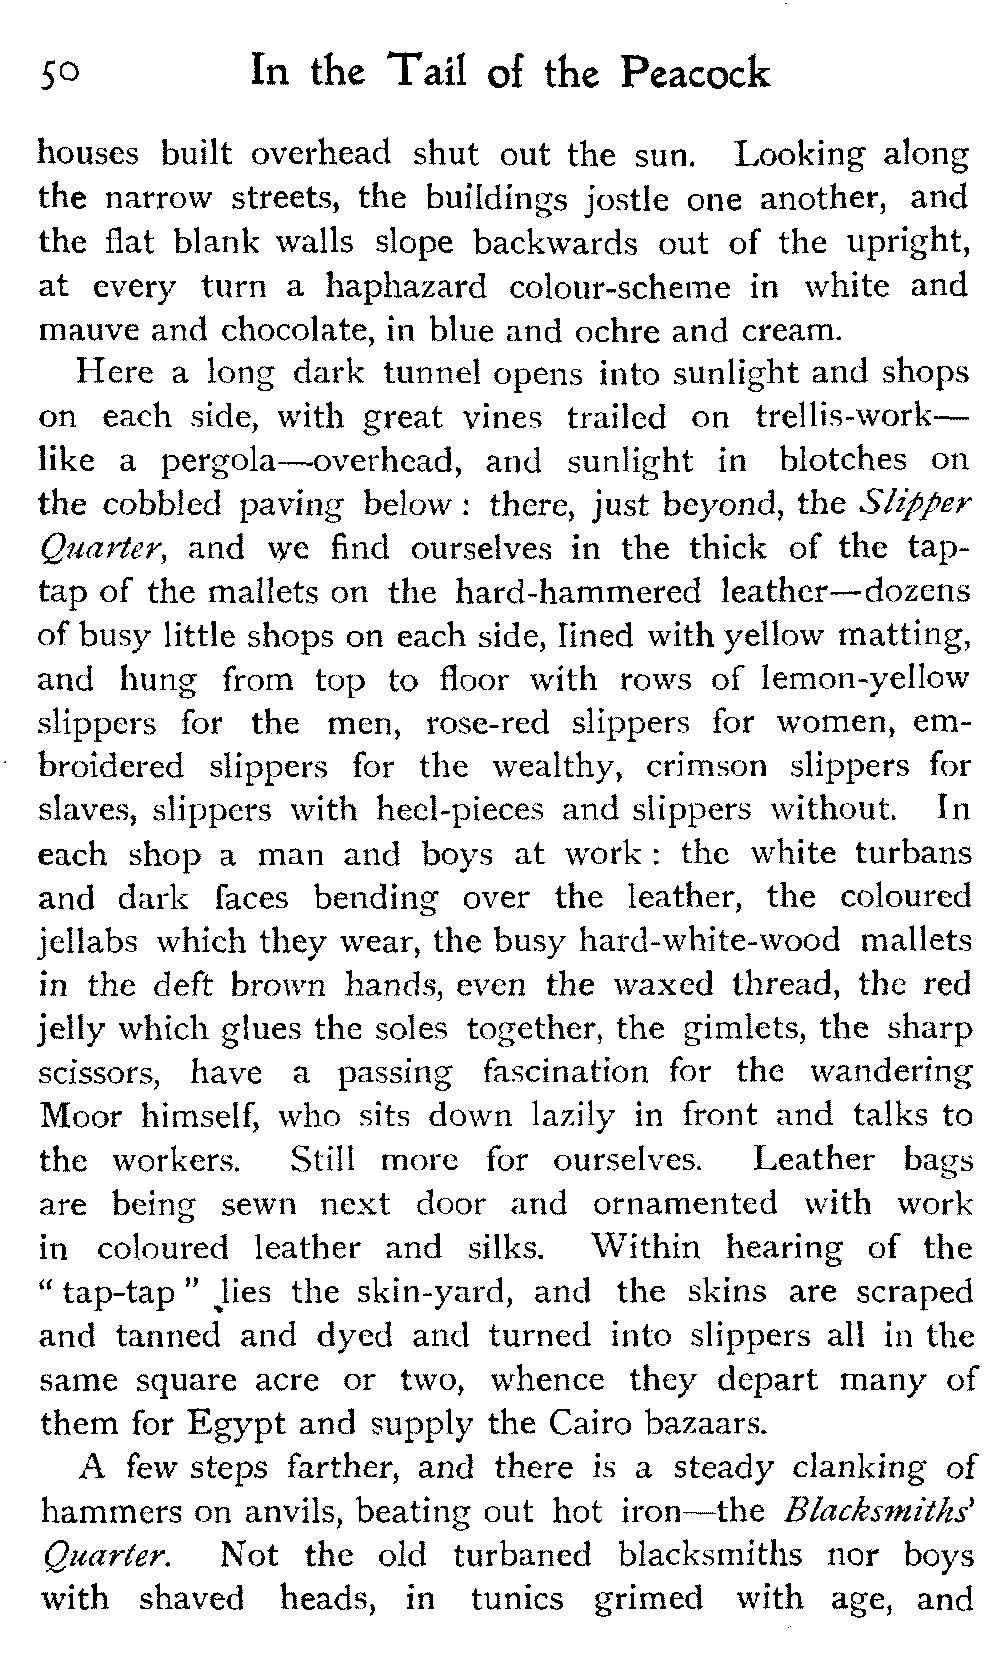 50 In the Tail of the Peacock
houses built overhead shut out the sun. Looking along
the narrow streets, the buildings jostle one another, and
the flat blank walls slope backwards out of the upright,
at every turn a haphazard colour-scheme in white and
mauve and chocolate, in blue and ochre and cream.
Here a long dark tunnel opens into sunlight and shops
on each side, with great vines trailed on trellis-work—
like a pergola—overhead, and sunlight in blotches on
the cobbled paving below : there, just beyond, the Slipper
Quarter, and we find ourselves in the thick of the tap-
tap of the mallets on the hard-hammered leather—dozens
of busy little shops on each side, lined with yellow matting,
and hung from top to floor with rows of lemon-yellow
slippers for the men, rose-red slippers for women, em-
broidered slippers for the wealthy, crimson slippers for
slaves, slippers with heel-pieces and slippers without. In
each shop a man and boys at work : the white turbans
and dark faces bending over the leather, the coloured
jellabs which they wear, the busy hard-white-wood mallets
in the deft brown hands, even the waxed thread, the red
jelly which glues the soles together, the gimlets, the sharp
scissors, have a passing fascination for the wandering
Moor himself, who sits down lazily in front and talks to
the workers. Still more for ourselves. Leather bags
are being sewn next door and ornamented with work
in coloured leather and silks. Within hearing of the
“ tap-tap ” lies the skin-yard, and the skins are scraped
and tanned and dyed and turned into slippers all in the
same square acre or two, whence they depart many of
them for Egypt and supply the Cairo bazaars.
A few steps farther, and there is a steady clanking of
hammers on anvils, beating out hot iron—the Blacksmiths’
Quarter. Not the old turbaned blacksmiths nor boys
with shaved heads, in tunics grimed with age, and